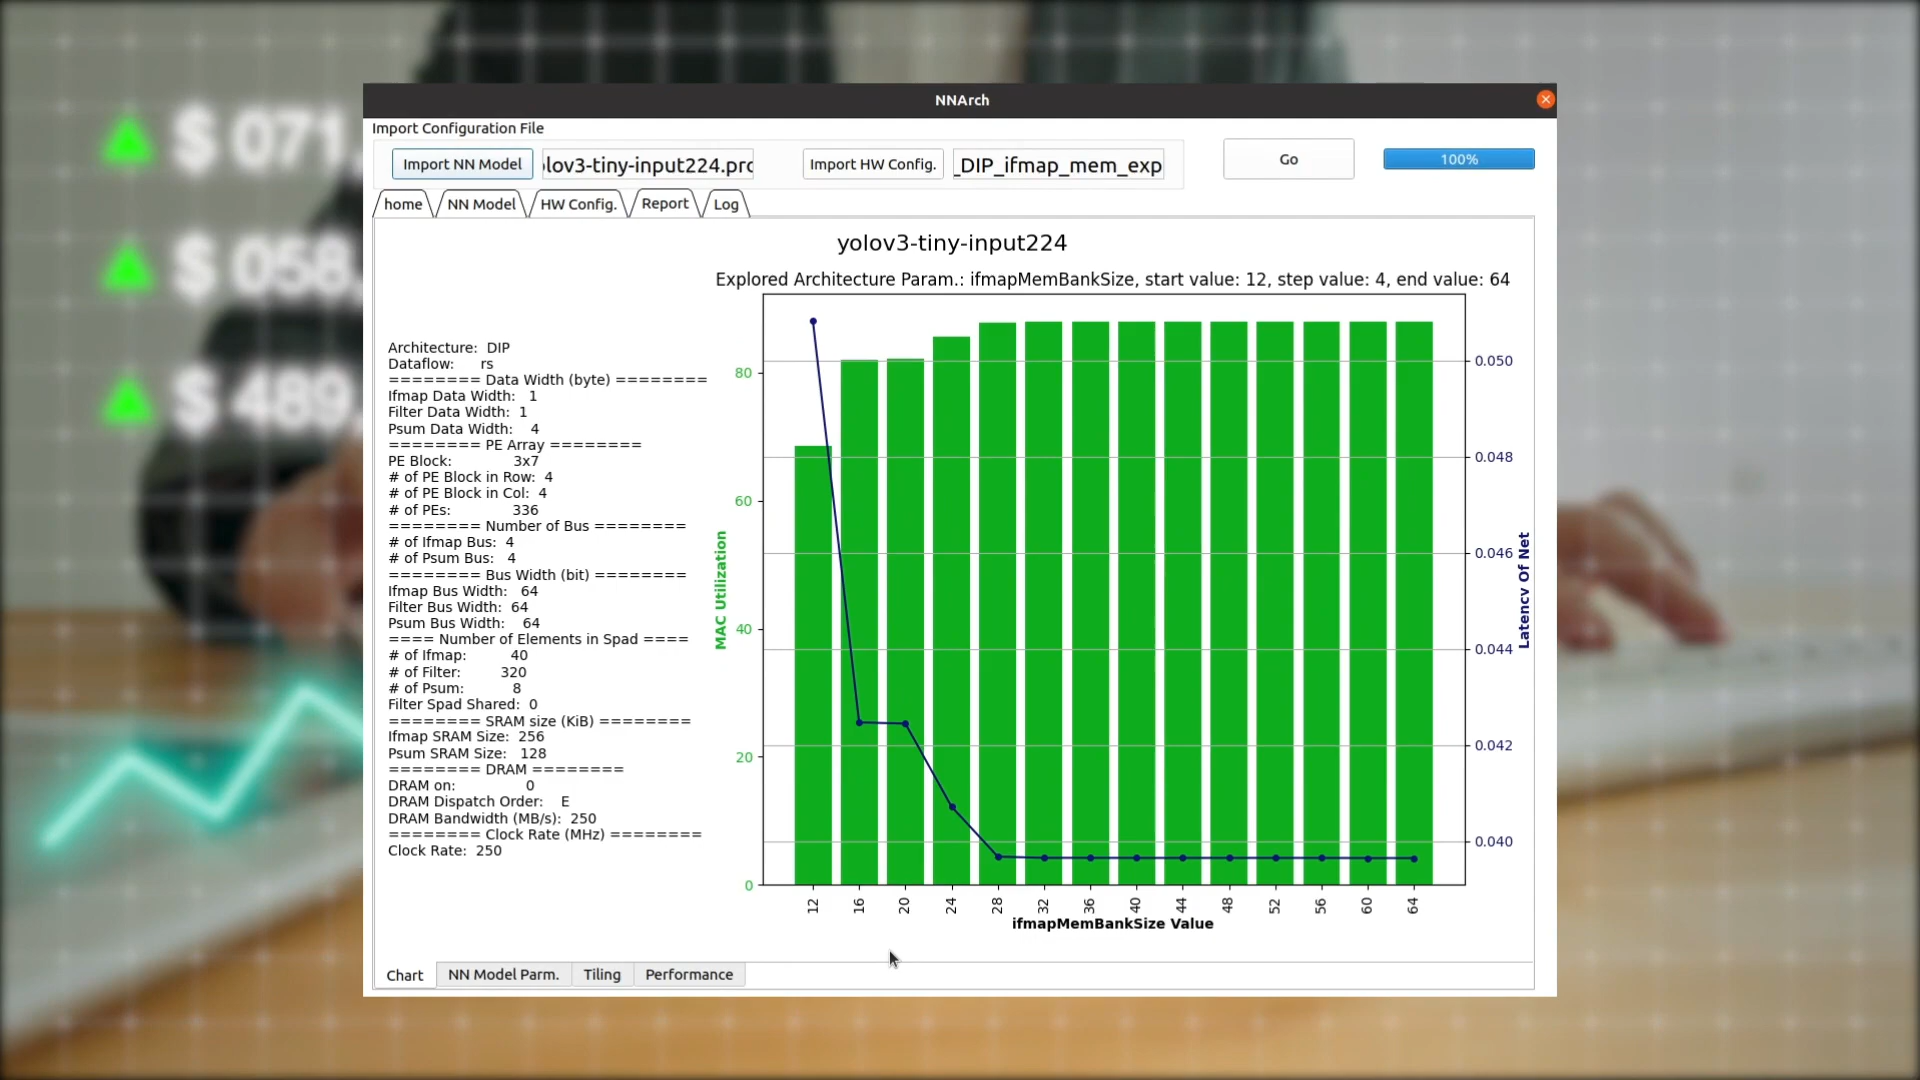 NNArch
Import Configuration File
Import NN Model
lov3-tiny-input224.pro
Import HW Config.
_DIP_ifmap_mem_exp
Go
100%
home
NN Model
HW Config.
Report
Log
yolov3-tiny-input224
Explored Architecture Param.: ifmapMemBankSize, start value: 12, step value: 4, end value: 64
Architecture: DIP
Dataflow: rs
======== Data Width (byte) ========
Ifmap Data Width: 1
Filter Data Width: 1
Psum Data Width: 4
======== PE Array ========
PE Block: 3x7
# of PE Block in Row: 4
# of PE Block in Col: 4
# of PEs: 336
======== Number of Bus ========
# of Ifmap Bus: 4
# of Psum Bus: 4
======== Bus Width (bit) ========
Ifmap Bus Width: 64
Filter Bus Width: 64
Psum Bus Width: 64
==== Number of Elements in Spad ====
# of Ifmap: 40
# of Filter: 320
# of Psum: 8
Filter Spad Shared: 0
======== SRAM size (KiB) ========
Ifmap SRAM Size: 256
Psum SRAM Size: 128
======== DRAM ========
DRAM on: 0
DRAM Dispatch Order: E
DRAM Bandwidth (MB/s): 250
======== Clock Rate (MHz) ========
Clock Rate: 250
MAC Utilization
80
60
40
20
0
12
16
20
24
28
32
36
40
44
48
52
56
60
64
ifmapMemBankSize Value
0.050
0.048
0.046
0.044
0.042
0.040
Latency Of Net
Chart
NN Model Parm.
Tiling
Performance
$ 071,
$ 058.
$ 489.